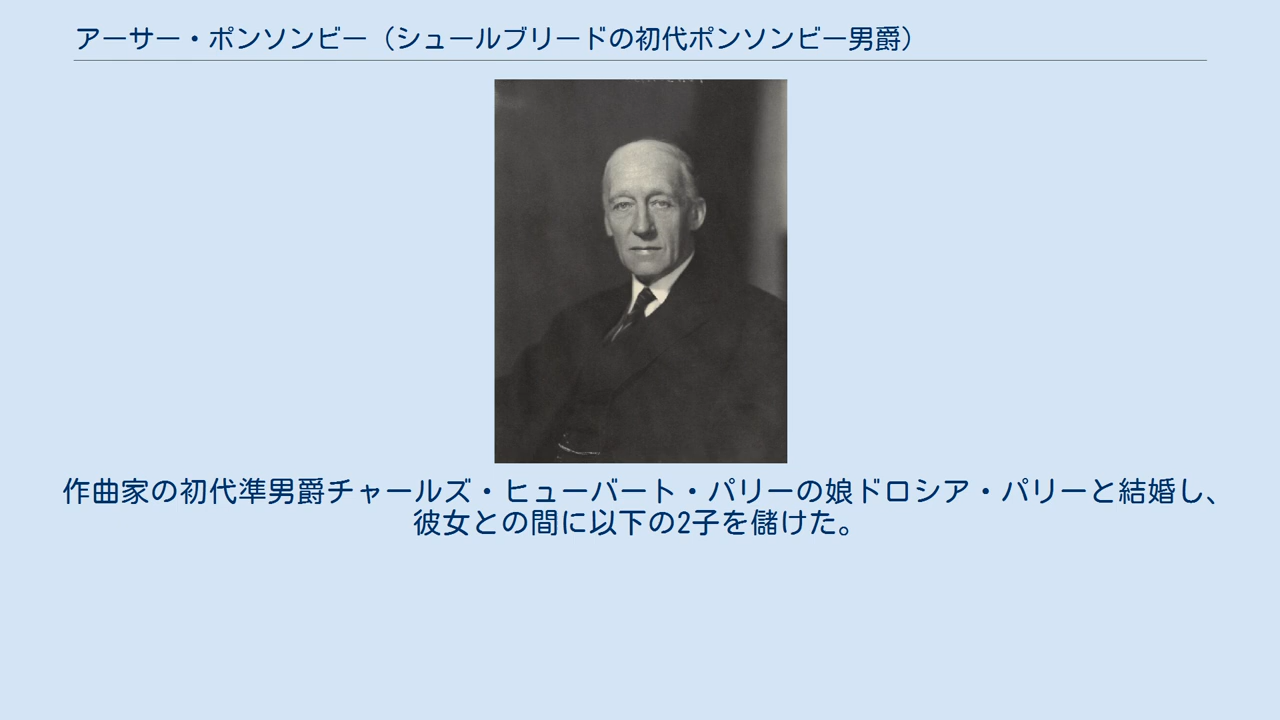 アーサー・ポンソンビー（シュールブリードの初代ポンソンビー男爵）
作曲家の初代準男爵チャールズ・ヒューバート・パリーの娘ドロシア・パリーと結婚し、
彼女との間に以下の2子を儲けた。